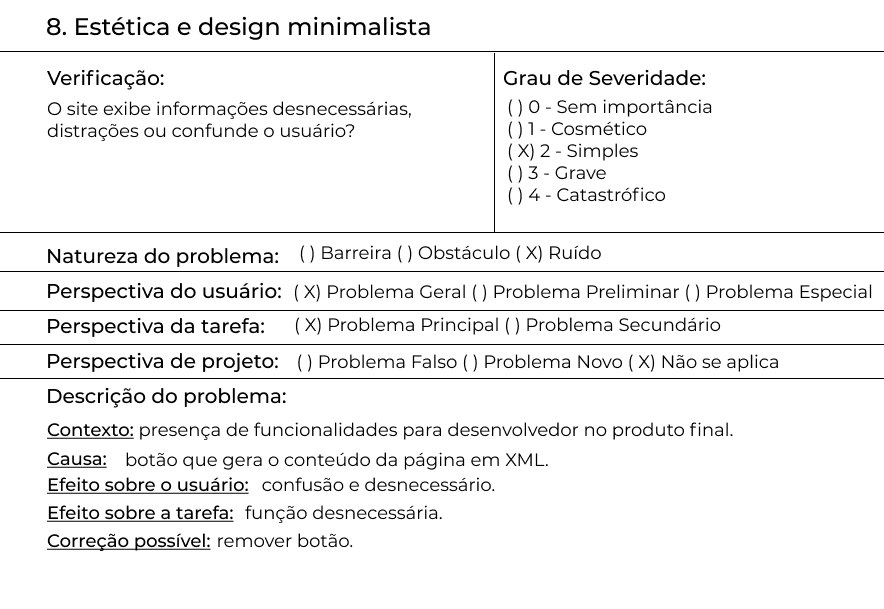 8. Estética e design minimalista
Verificação:
O site exibe informações desnecessárias,
distrações ou confunde o usuário?
Grau de Severidade:
( ) 0 - Sem importância
( ) 1 - Cosmético
( X) 2 - Simples
( ) 3 - Grave
( ) 4 - Catastrófico
Natureza do problema: ( ) Barreira ( ) Obstáculo ( X) Ruído
Perspectiva do usuário: ( X) Problema Geral ( ) Problema Preliminar ( ) Problema Especial
Perspectiva da tarefa: ( X) Problema Principal ( ) Problema Secundário
Perspectiva de projeto: ( ) Problema Falso ( ) Problema Novo ( X) Não se aplica
Descrição do problema:
Contexto: presença de funcionalidades para desenvolvedor no produto final.
Causa: botão que gera o conteúdo da página em XML.
Efeito sobre o usuário: confusão e desnecessário.
Efeito sobre a tarefa: função desnecessária.
Correção possível: remover botão.